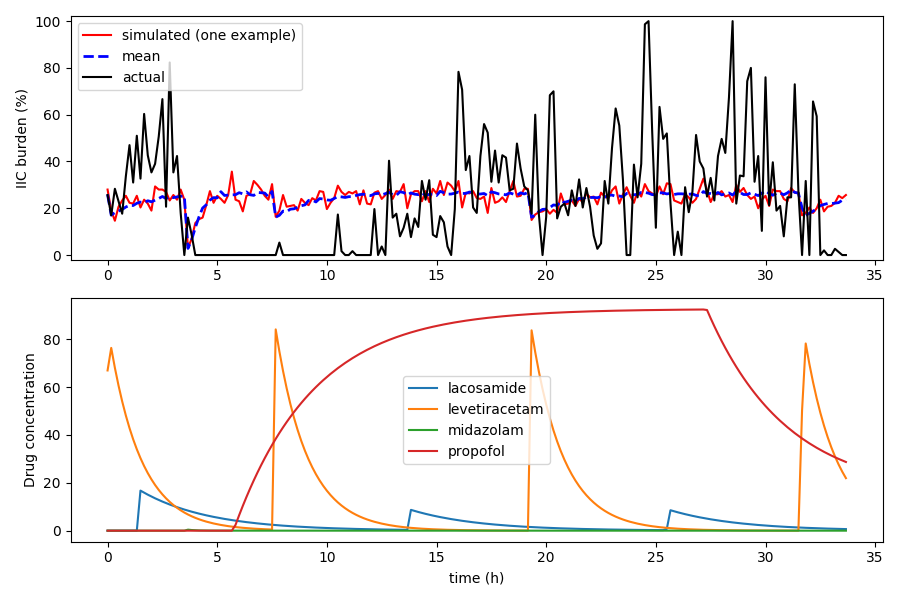 100
80
60
40
20
0
IIC burden (%)
simulated (one example)
mean
actual
0 5 10 15 20 25 30 35
80
60
40
20
0
Drug concentration
lacosamide
levetiracetam
midazolam
propofol
0 5 10 15 20 25 30 35
time (h)